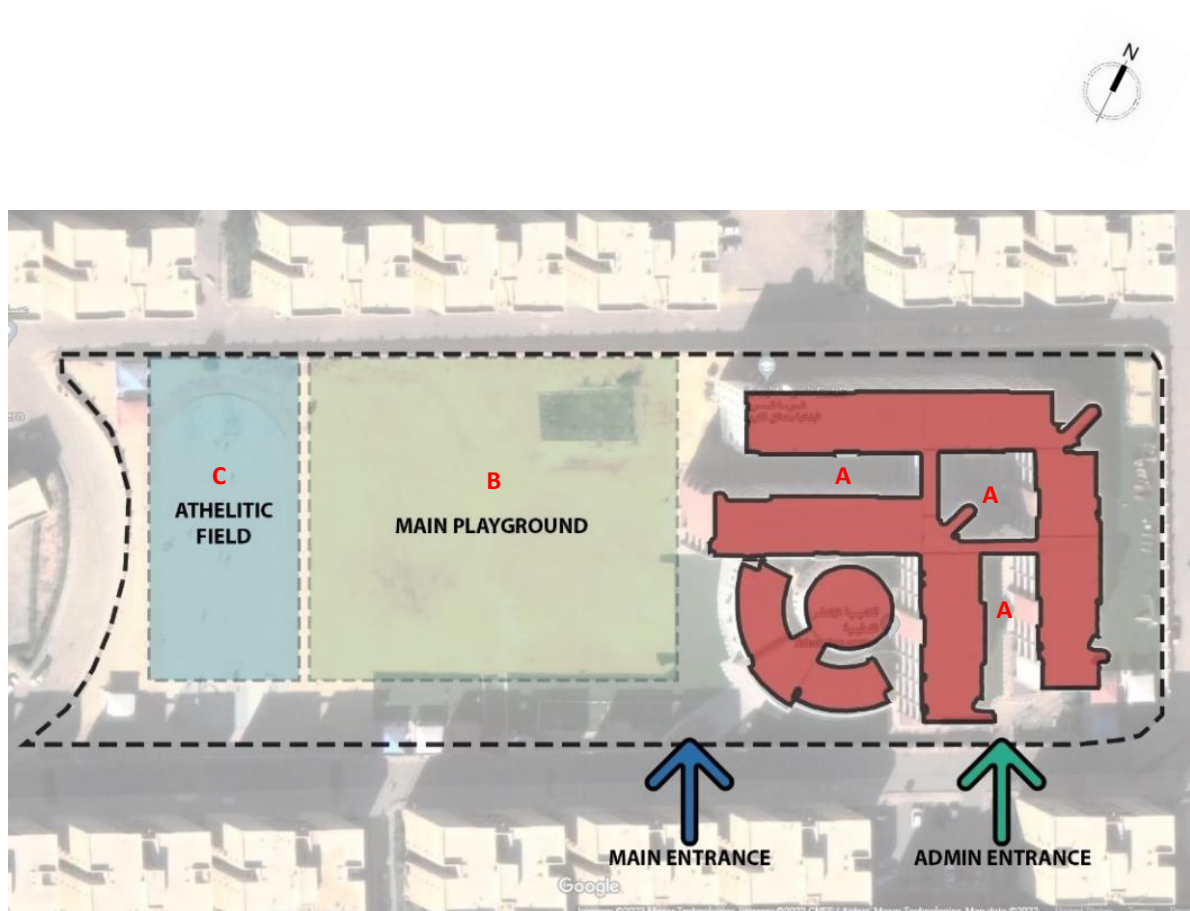 N
C
ATHELITIC
FIELD
B
MAIN PLAYGROUND
A
A
A
MAIN ENTRANCE
ADMIN ENTRANCE
Google